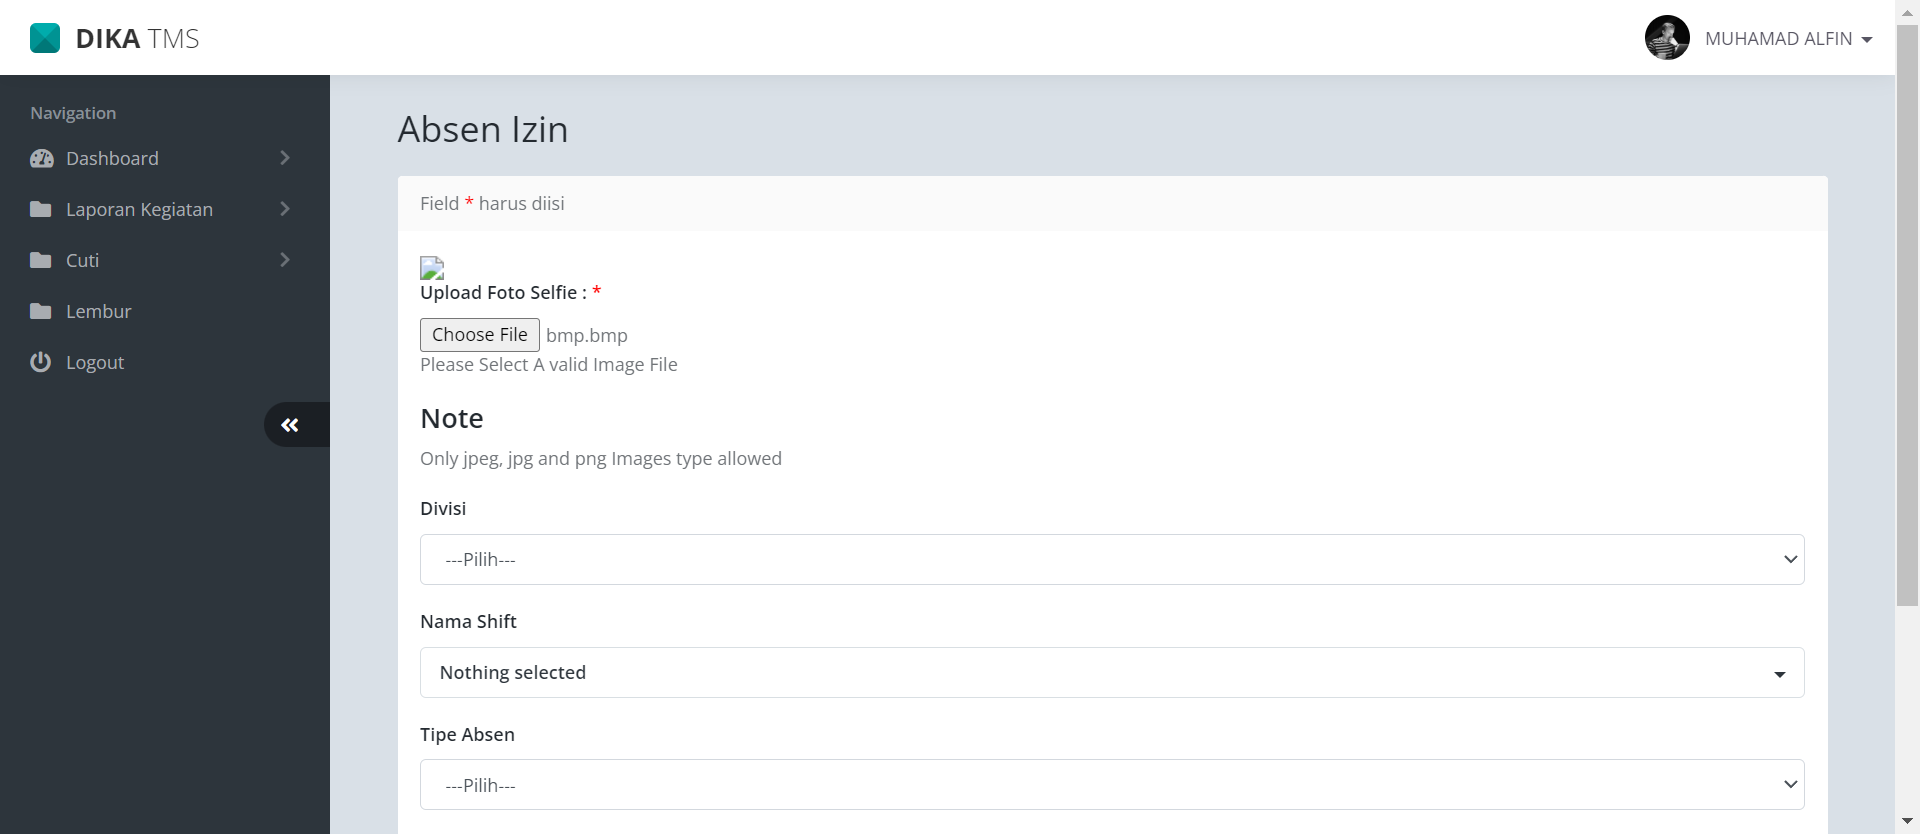 DIKA TMS
MUHAMAD ALFIN
Navigation
Dashboard
Laporan Kegiatan
Cuti
Lembur
Logout
Absen Izin
Field * harus diisi
Upload Foto Selfie : *
Choose File bmp.bmp
Please Select A valid Image File
Note
Only jpeg, jpg and png Images type allowed
Divisi
---Pilih---
Nama Shift
Nothing selected
Tipe Absen
---Pilih---